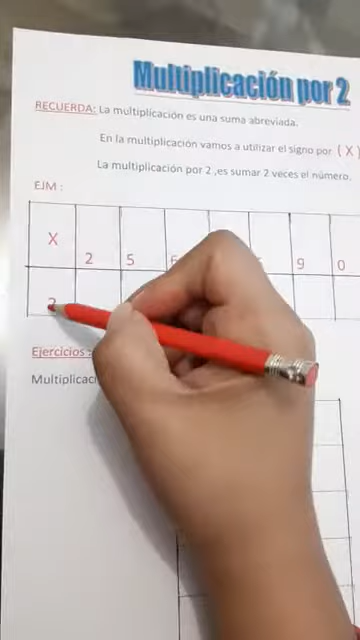 Multiplicación por 2
RECUERDA: La multiplicación es una suma abreviada.
En la multiplicación vamos a utilizar el signo por ( X )
La multiplicación por 2 ,es sumar 2 veces el número.
EJM :
X 2 5 9 0
2
Ejercicios :